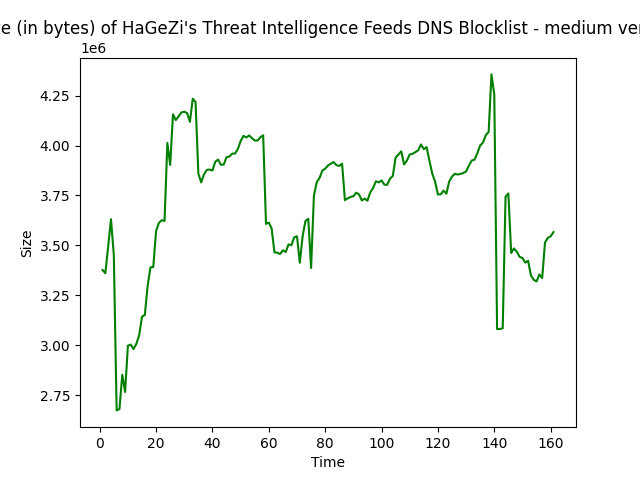 e (in bytes) of HaGeZi's Threat Intelligence Feeds DNS Blocklist - medium ver
1e6
4.25
4.00
3.75
3.50
3.25
3.00
2.75
Size
0 20 40 60 80 100 120 140 160
Time